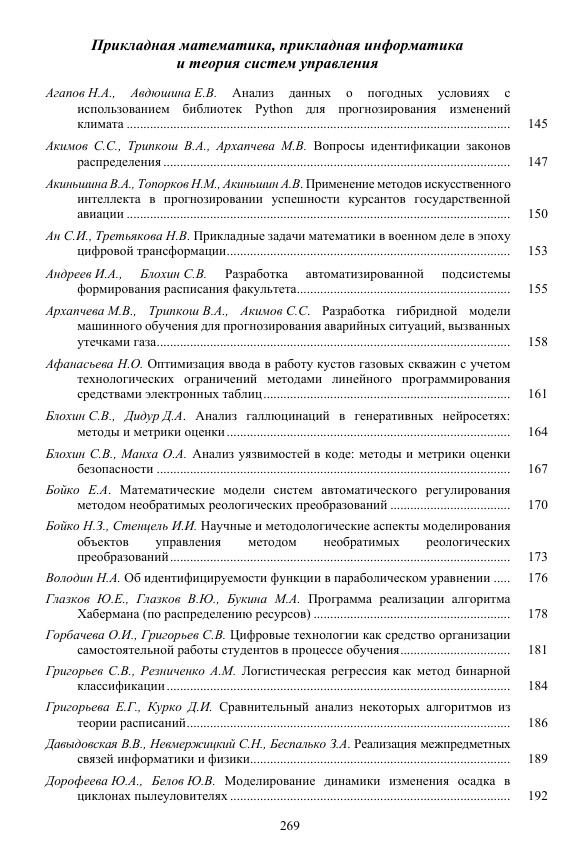 Прикладная математика, прикладная информатика
и теория систем управления
Агапов Н.А., Авдюшина Е.В. Анализ данных о погодных условиях с
использованием библиотек Python для прогнозирования изменений
климата ..... 145
Акимов С.С., Трипкош В.А., Архапчева М.В. Вопросы идентификации законов
распределения ..... 147
Акиньшина В.А., Топорков Н.М., Акиньшин А.В. Применение методов искусственного
интеллекта в прогнозировании успешности курсантов государственной
авиации ..... 150
Ан С.И., Третьякова Н.В. Прикладные задачи математики в военном деле в эпоху
цифровой трансформации..... 153
Андреев И.А., Блохин С.В. Разработка автоматизированной подсистемы
формирования расписания факультета..... 155
Архапчева М.В., Трипкош В.А., Акимов С.С. Разработка гибридной модели
машинного обучения для прогнозирования аварийных ситуаций, вызванных
утечками газа..... 158
Афанасьева Н.О. Оптимизация ввода в работу кустов газовых скважин с учетом
технологических ограничений методами линейного программирования
средствами электронных таблиц ..... 161
Блохин С.В., Дидур Д.А. Анализ галлюцинаций в генеративных нейросетях:
методы и метрики оценки ..... 164
Блохин С.В., Манха О.А. Анализ уязвимостей в коде: методы и метрики оценки
безопасности ..... 167
Бойко Е.А. Математические модели систем автоматического регулирования
методом необратимых реологических преобразований ..... 170
Бойко Н.З., Стенцель И.И. Научные и методологические аспекты моделирования
объектов управления методом необратимых реологических
преобразований ..... 173
Володин Н.А. Об идентифицируемости функции в параболическом уравнении ..... 176
Глазков Ю.Е., Глазков В.Ю., Букина М.А. Программа реализации алгоритма
Хабермана (по распределению ресурсов) ..... 178
Горбачева О.И., Григорьев С.В. Цифровые технологии как средство организации
самостоятельной работы студентов в процессе обучения..... 181
Григорьев С.В., Резниченко А.М. Логистическая регрессия как метод бинарной
классификации ..... 184
Григорьева Е.Г., Курко Д.И. Сравнительный анализ некоторых алгоритмов из
теории расписаний..... 186
Давыдовская В.В., Невмержицкий С.Н., Беспалько З.А. Реализация межпредметных
связей информатики и физики..... 189
Дорофеева Ю.А., Белов Ю.В. Моделирование динамики изменения осадка в
циклонах пылеуловителях ..... 192
269